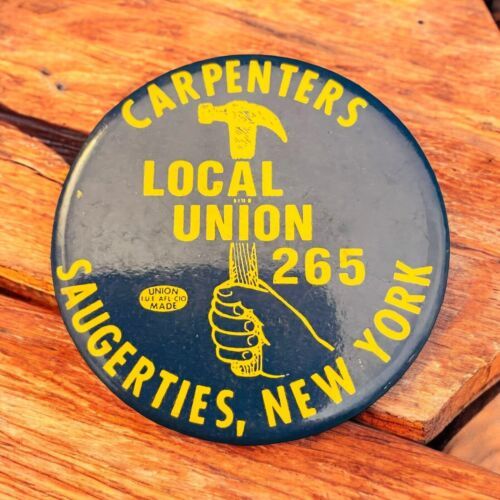 CARPENTERS
LOCAL
UNION
265
UNION
I.U.E. AFL CIO
MADE
SAUGERTIES, NEW YORK